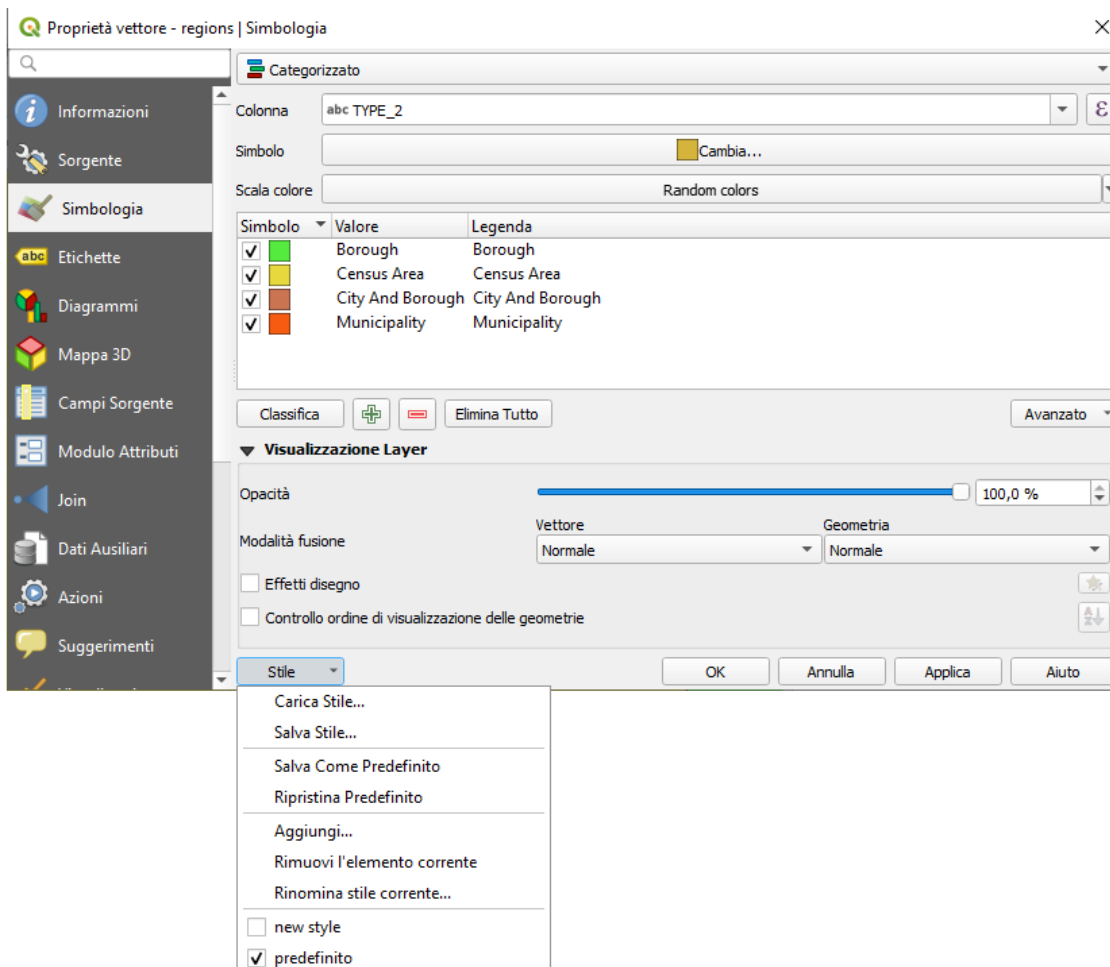 Proprietà vettore - regions | Simbologia
Categorizzato
Informazioni
Colonna
abc TYPE_2
ε
Sorgente
Simbolo
Cambia...
Simbologia
Scala colore
Random colors
Simbolo Valore Legenda
Borough Borough
Census Area Census Area
City And Borough City And Borough
Municipality Municipality
abc Etichette
Diagrammi
Mappa 3D
Campi Sorgente
Classifica
Elimina Tutto
Avanzato
Modulo Attributi
Visualizzazione Layer
Join
Opacità
100,0 %
Vettore Geometria
Modalità fusione
Normale Normale
Dati Ausiliari
Effetti disegno
Azioni
Controllo ordine di visualizzazione delle geometrie
Suggerimenti
Stile
OK
Annulla
Applica
Aiuto
Carica Stile...
Salva Stile...
Salva Come Predefinito
Ripristina Predefinito
Aggiungi...
Rimuovi l'elemento corrente
Rinomina stile corrente...
new style
predefinito